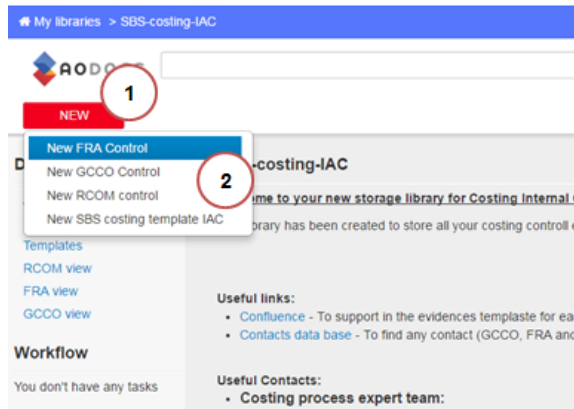 My libraries > SBS-costing-IAC
AODOCS
1
NEW
New FRA Control
New GCCO Control
New RCOM control
New SBS costing template IAC
2
-costing-IAC
ome to your new storage library for Costing Internal
brary has been created to store all your costing controll
Templates
RCOM view
FRA view
GCCO view
Workflow
You don't have any tasks
Useful links:
• Confluence - To support in the evidences templaste for ea
• Contacts data base - To find any contact (GCCO, FRA and
Useful Contacts:
• Costing process expert team: